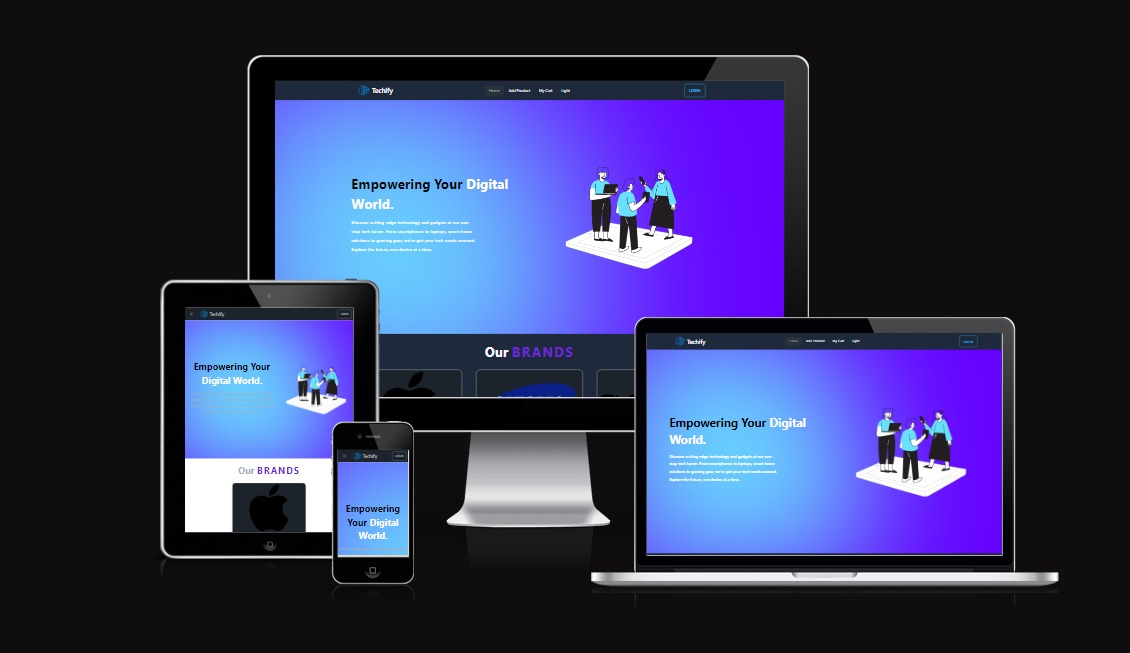 Techify
Home Add Product My Cart Light
LOGIN
Empowering Your Digital
World.
Discover cutting-edge technology and gadgets at our one-
stop tech haven. From smartphones to laptops, smart home
solutions to gaming gear, we've got your tech needs covered.
Explore the future, one device at a time.
Our BRANDS
Techify
LOGIN
Empowering Your
Digital World.
Our BRANDS
Techify
LOGIN
Empowering
Your Digital
World.
Techify
Home Add Product My Cart Light
LOGIN
Empowering Your Digital
World.
Discover cutting-edge technology and gadgets at our one-
stop tech haven. From smartphones to laptops, smart home
solutions to gaming gear, we've got your tech needs covered.
Explore the future, one device at a time.